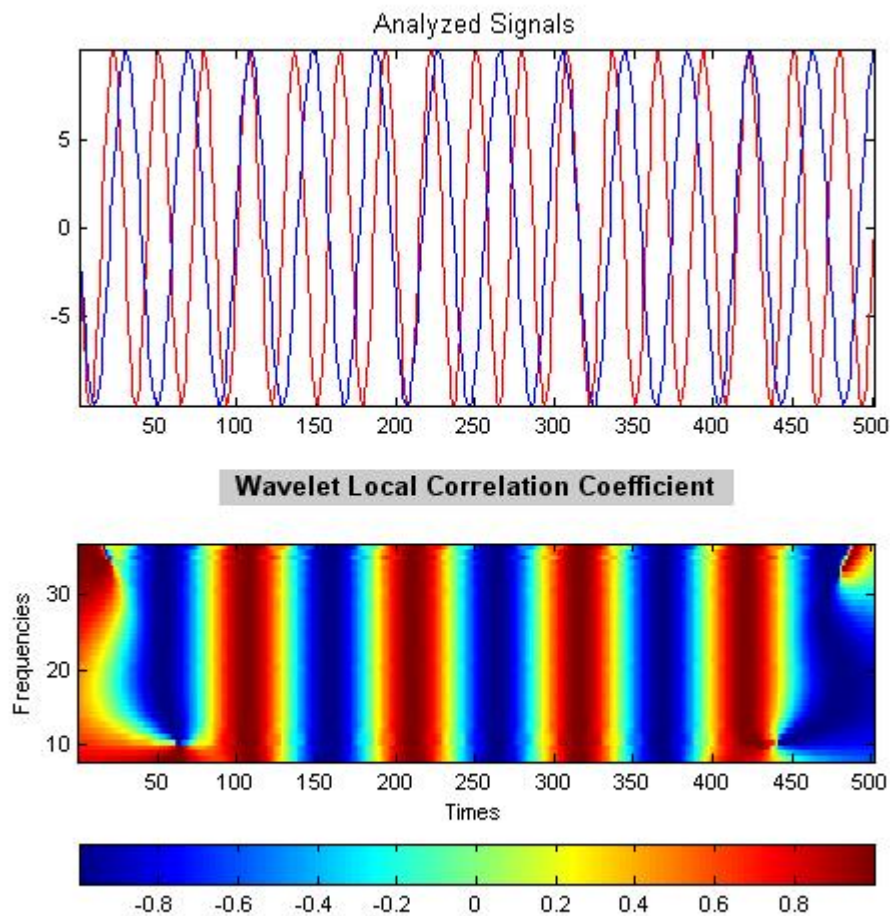 Analyzed Signals
5
0
-5
50 100 150 200 250 300 350 400 450 500
Wavelet Local Correlation Coefficient
Frequencies
30
20
10
50 100 150 200 250 300 350 400 450 500
Times
-0.8 -0.6 -0.4 -0.2 0 0.2 0.4 0.6 0.8